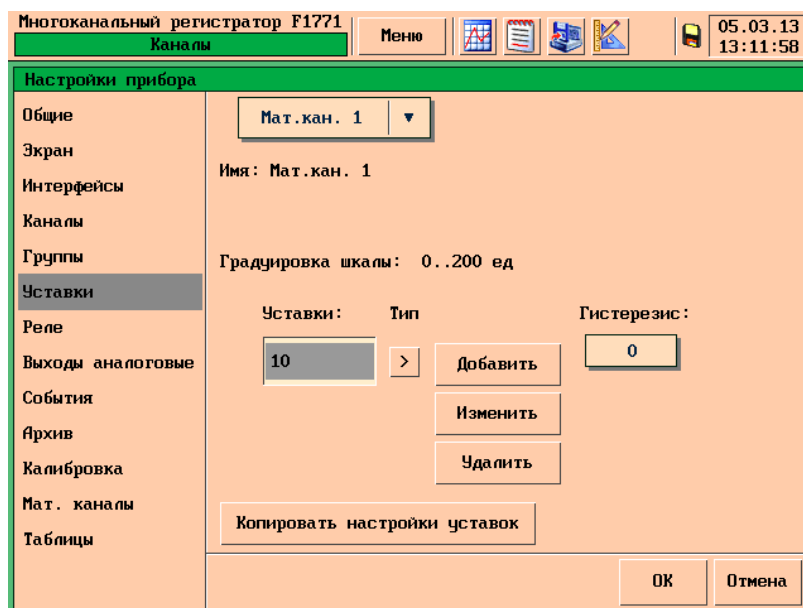 Многоканальный регистратор F1771
Каналы
Меню
05.03.13
13:11:58
Настройки прибора
Общие
Экран
Интерфейсы
Каналы
Группы
Уставки
Реле
Выходы аналоговые
События
Архив
Калибровка
Мат. каналы
Таблицы
Мат.кан. 1
Имя: Мат.кан. 1
Градуировка шкалы: 0..200 ед
Уставки: Тип Гистерезис:
10 > 0
Добавить
Изменить
Удалить
Копировать настройки уставок
OK Отмена